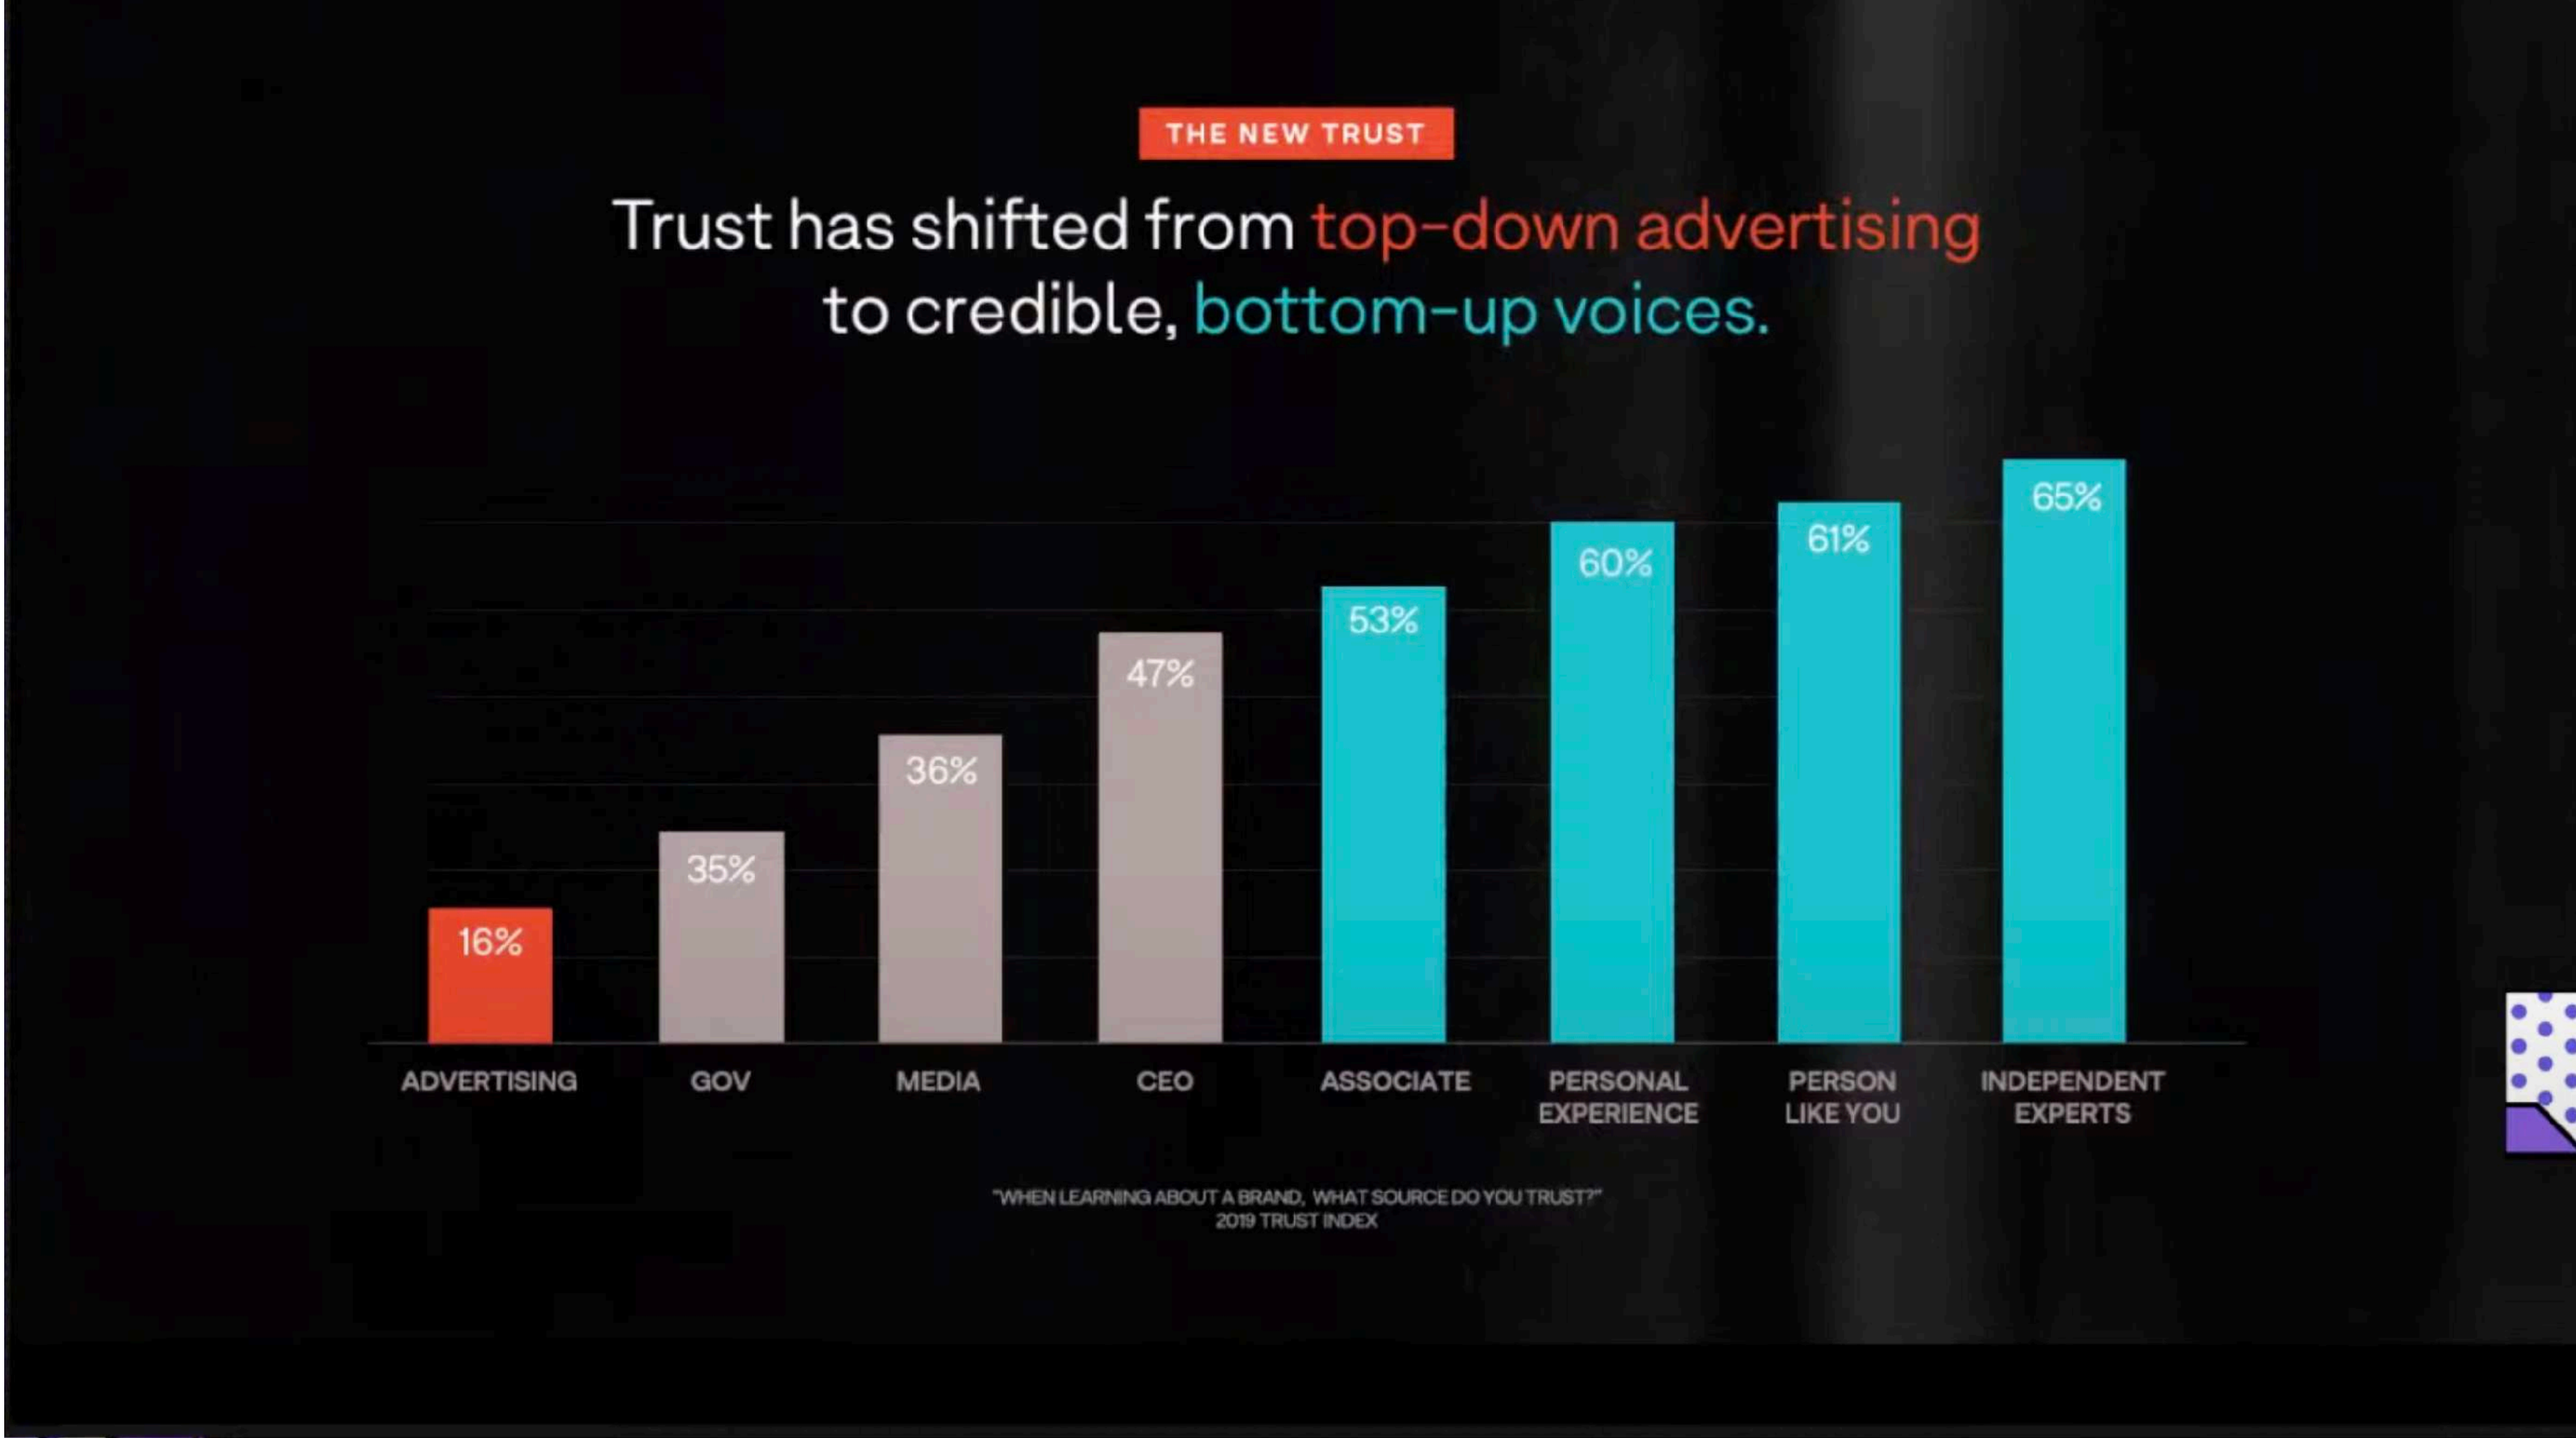 THE NEW TRUST
Trust has shifted from top-down advertising
to credible, bottom-up voices.
16%
35%
36%
47%
53%
60%
61%
65%
ADVERTISING
GOV
MEDIA
CEO
ASSOCIATE
PERSONAL
EXPERIENCE
PERSON
LIKE YOU
INDEPENDENT
EXPERTS
"WHEN LEARNING ABOUT A BRAND, WHAT SOURCE DO YOU TRUST?"
2019 TRUST INDEX